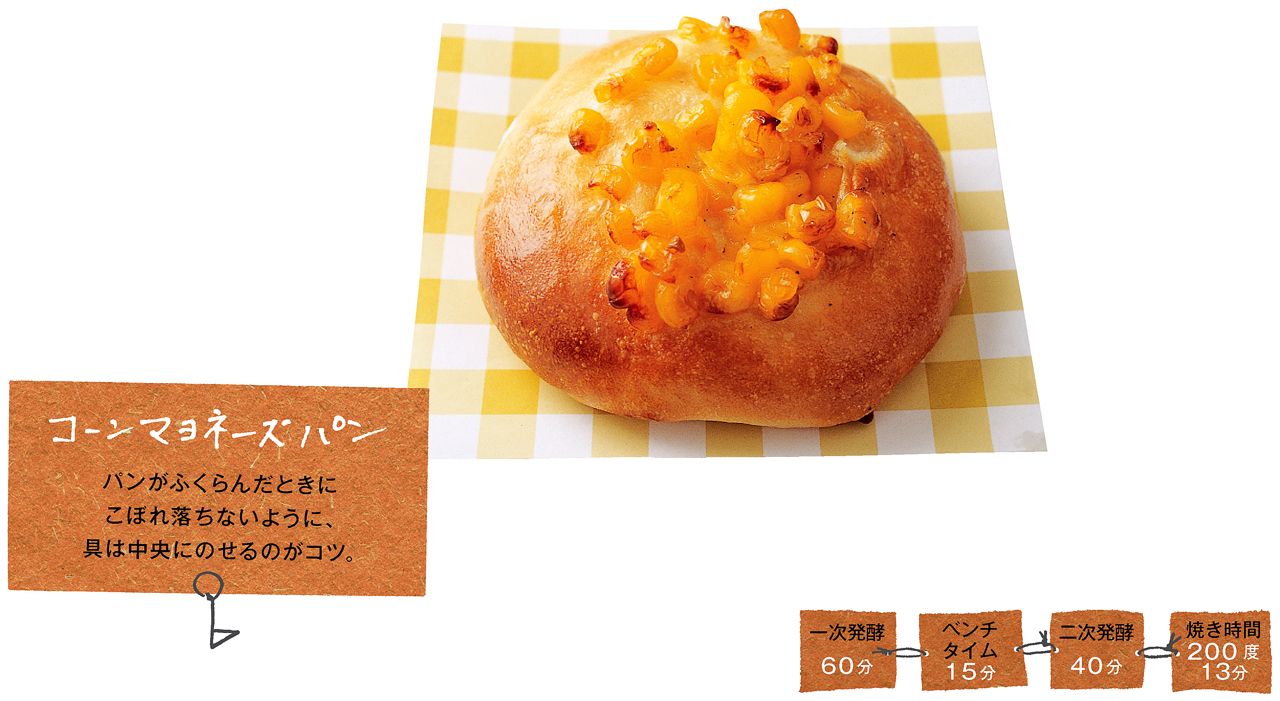 コーンマヨネーズパン
パンがふくらんだときに
こぼれ落ちないように、
具は中央にのせるのがコツ。
一次発酵
60分
ベンチ
タイム
15分
二次発酵
40分
焼き時間
200度
13分